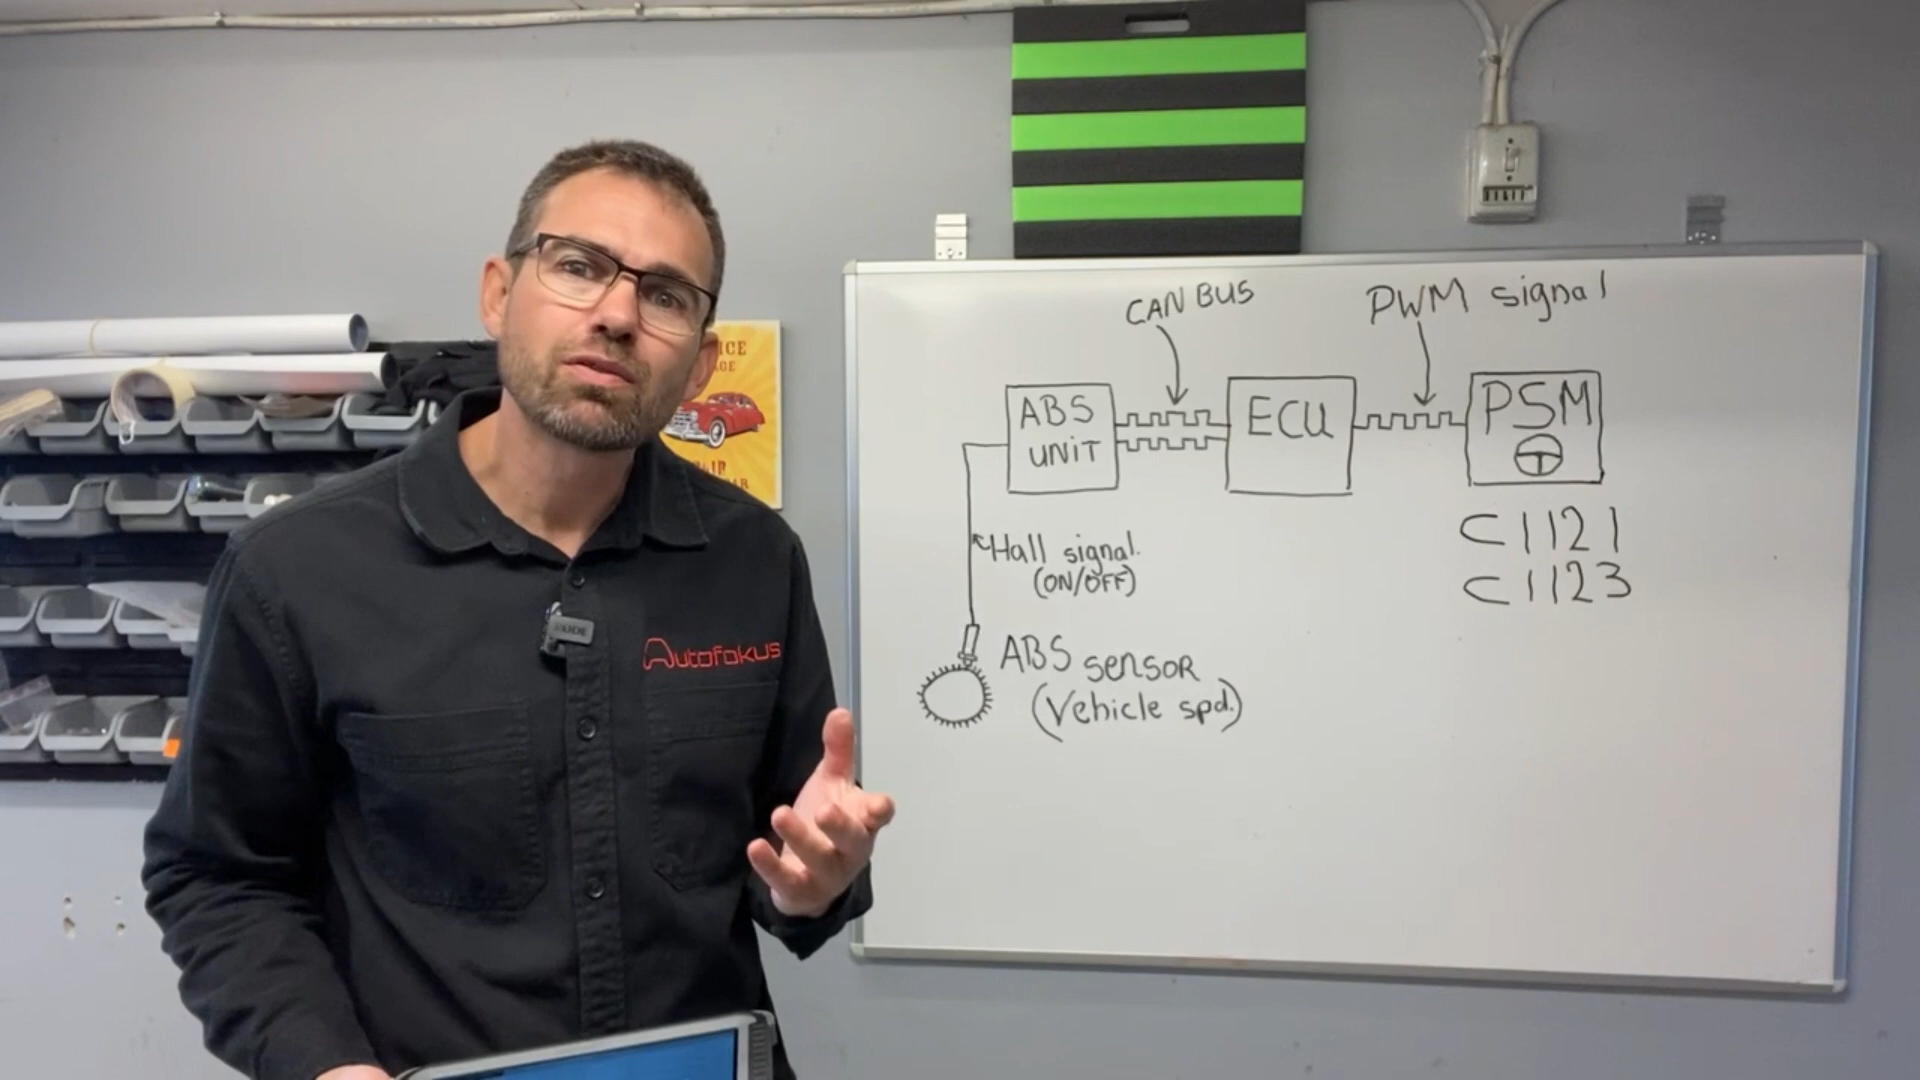 CAN BUS
PWM signal
ABS
UNIT
ECU
PSM
Hall signal.
(ON/OFF)
C1121
C1123
ABS sensor
(Vehicle spd.)
AutoFokus
ICE